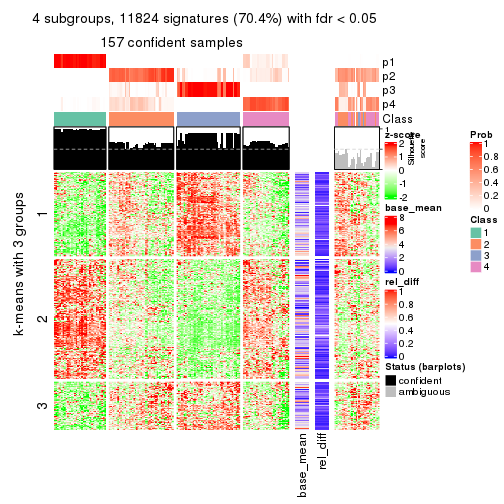 4 subgroups, 11824 signatures (70.4%) with fdr < 0.05
157 confident samples
p1
p2
p3
p4
Class
1
Silhouette
score
z-score
2
1
0
-1
-2
base_mean
8
6
4
2
0
rel_diff
1
0.8
0.6
0.4
0.2
0
Status (barplots)
confident
ambiguous
Prob
1
0.8
0.6
0.4
0.2
0
Class
1
2
3
4
k-means with 3 groups
1
2
3
base_mean
rel_diff